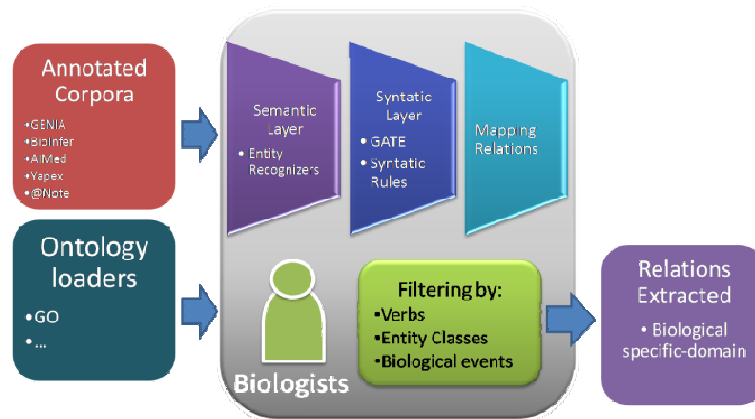 Annotated
Corpora
•GENIA
•BioInfer
•AIMed
•Yapex
•@Note
Semantic
Layer
• Entity
Recognizers
Syntatic
Layer
• GATE
• Syntatic
Rules
Mapping
Relations
Ontology
loaders
• GO
• ...
Biologists
Filtering by:
•Verbs
•Entity Classes
•Biological events
Relations
Extracted
• Biological
specific-domain